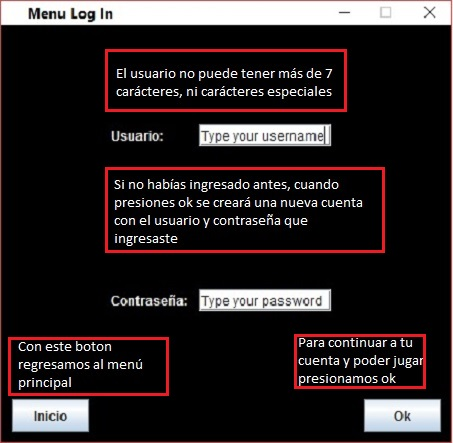 Menu Log In
El usuario no puede tener más de 7
carácteres, ni carácteres especiales
Usuario: Type your username
Si no habías ingresado antes, cuando
presiones ok se creará una nueva cuenta
con el usuario y contraseña que
ingresaste
Contraseña: Type your password
Con este boton
regresamos al menú
principal
Para continuar a tu
cuenta y poder jugar
presionamos ok
Inicio
Ok